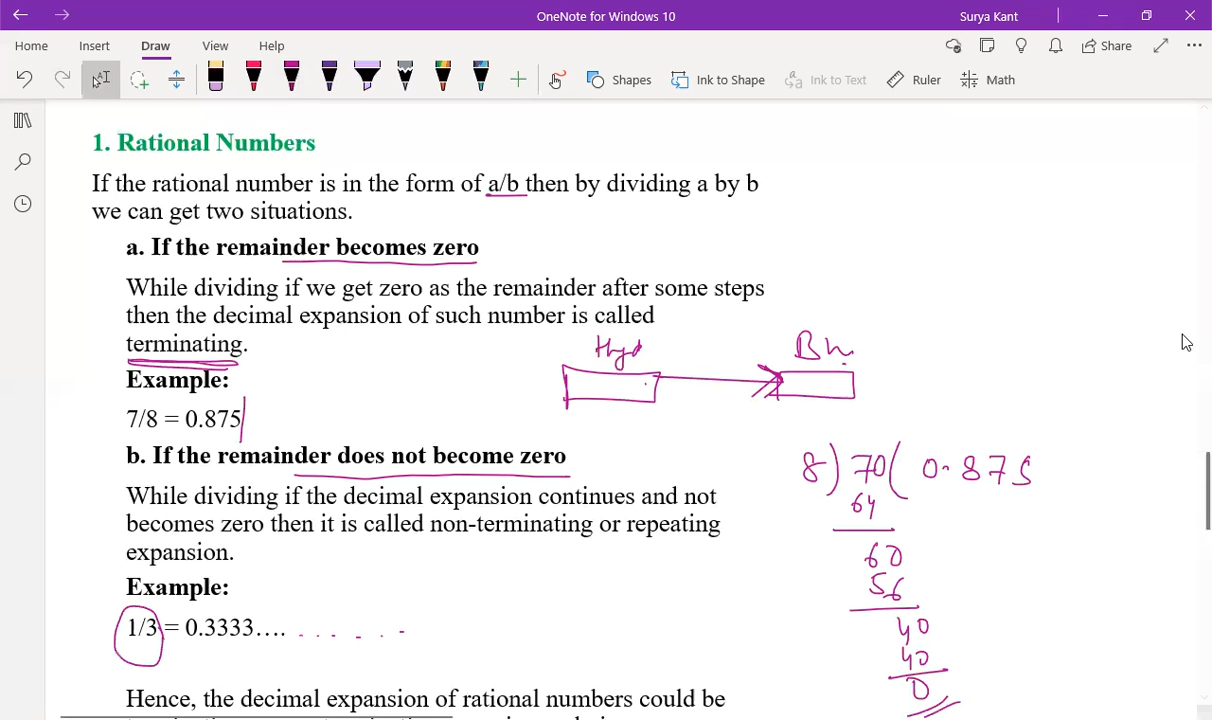 OneNote for Windows 10
Surya Kant
Home Insert Draw View Help
Share
Shapes Ink to Shape Ink to Text Ruler Math
1. Rational Numbers
If the rational number is in the form of a/b then by dividing a by b
we can get two situations.
a. If the remainder becomes zero
While dividing if we get zero as the remainder after some steps
then the decimal expansion of such number is called
terminating.
Hyd
Example:
7/8 = 0.875
b. If the remainder does not become zero
8)70(0.875
While dividing if the decimal expansion continues and not
64
becomes zero then it is called non-terminating or repeating
expansion.
60
Example:
56
1/3 = 0.3333….
40
40
0
Hence, the decimal expansion of rational numbers could be